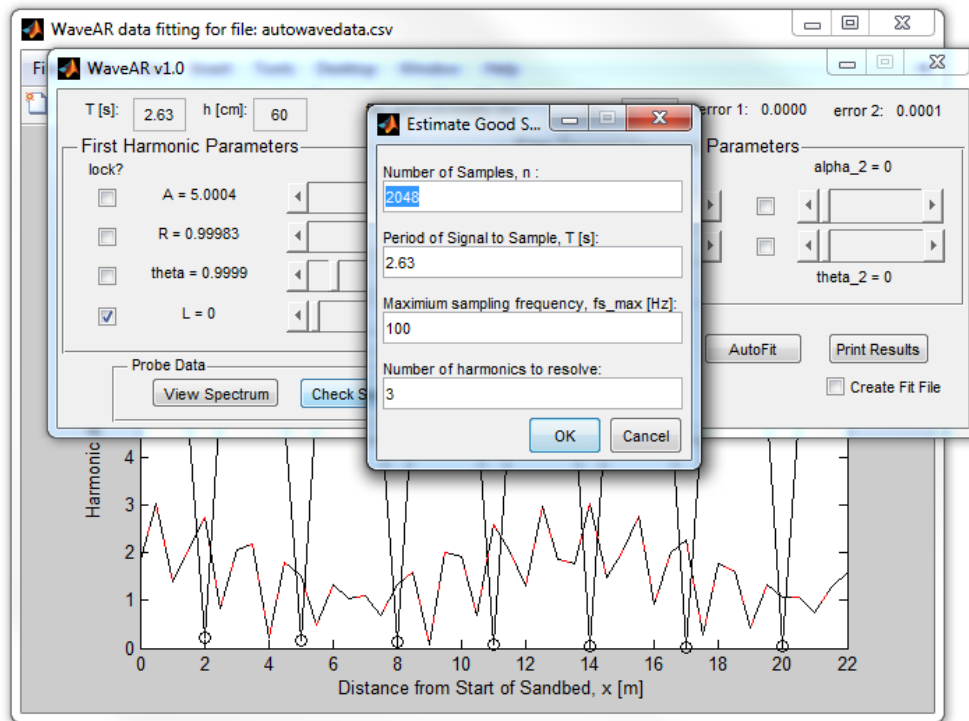 WaveAR data fitting for file: autowavedata.csv
WaveAR v1.0
T [s]: 2.63 h [cm]: 60
error 1: 0.0000 error 2: 0.0001
First Harmonic Parameters
Parameters
lock?
A = 5.0004
R = 0.99983
theta = 0.9999
L = 0
alpha_2 = 0
theta_2 = 0
Probe Data
View Spectrum
Check S
AutoFit
Print Results
Create Fit File
Estimate Good S...
Number of Samples, n :
2048
Period of Signal to Sample, T [s]:
2.63
Maximium sampling frequency, fs_max [Hz]:
100
Number of harmonics to resolve:
3
OK Cancel
Harmonic
4
3
2
1
0
0 2 4 6 8 10 12 14 16 18 20 22
Distance from Start of Sandbed, x [m]